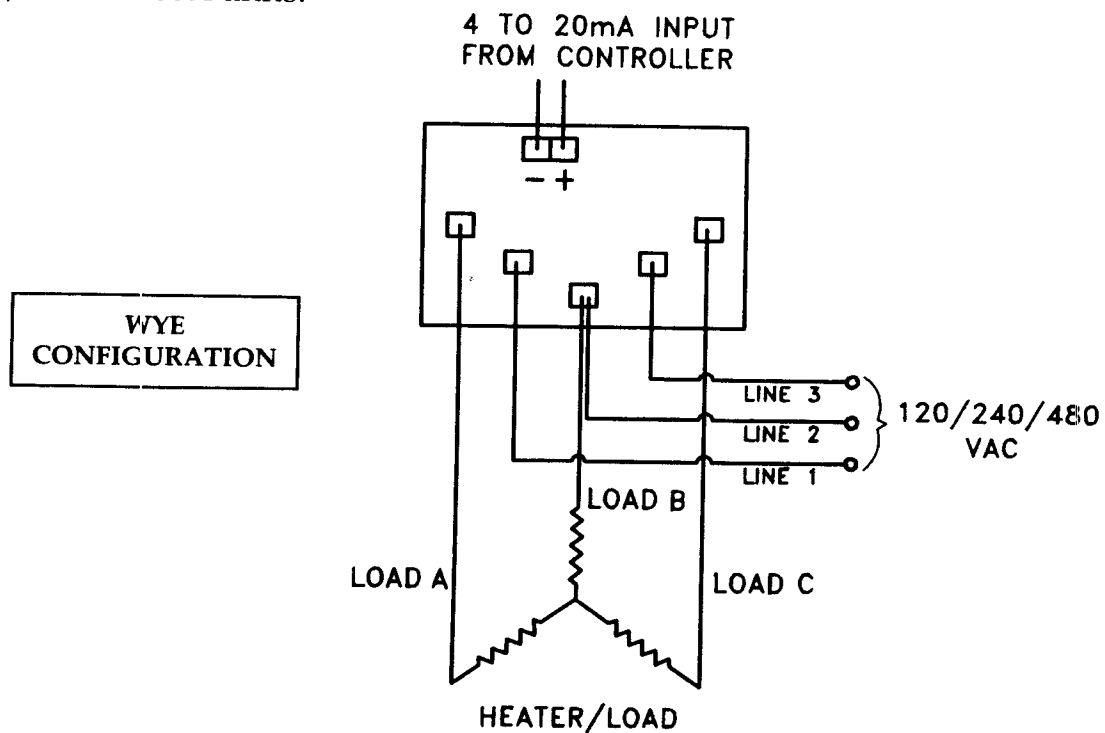 4 TO 20mA INPUT
FROM CONTROLLER
- +
WYE
CONFIGURATION
LINE 3
LINE 2
LINE 1
120/240/480
VAC
LOAD B
LOAD A
LOAD C
HEATER/LOAD